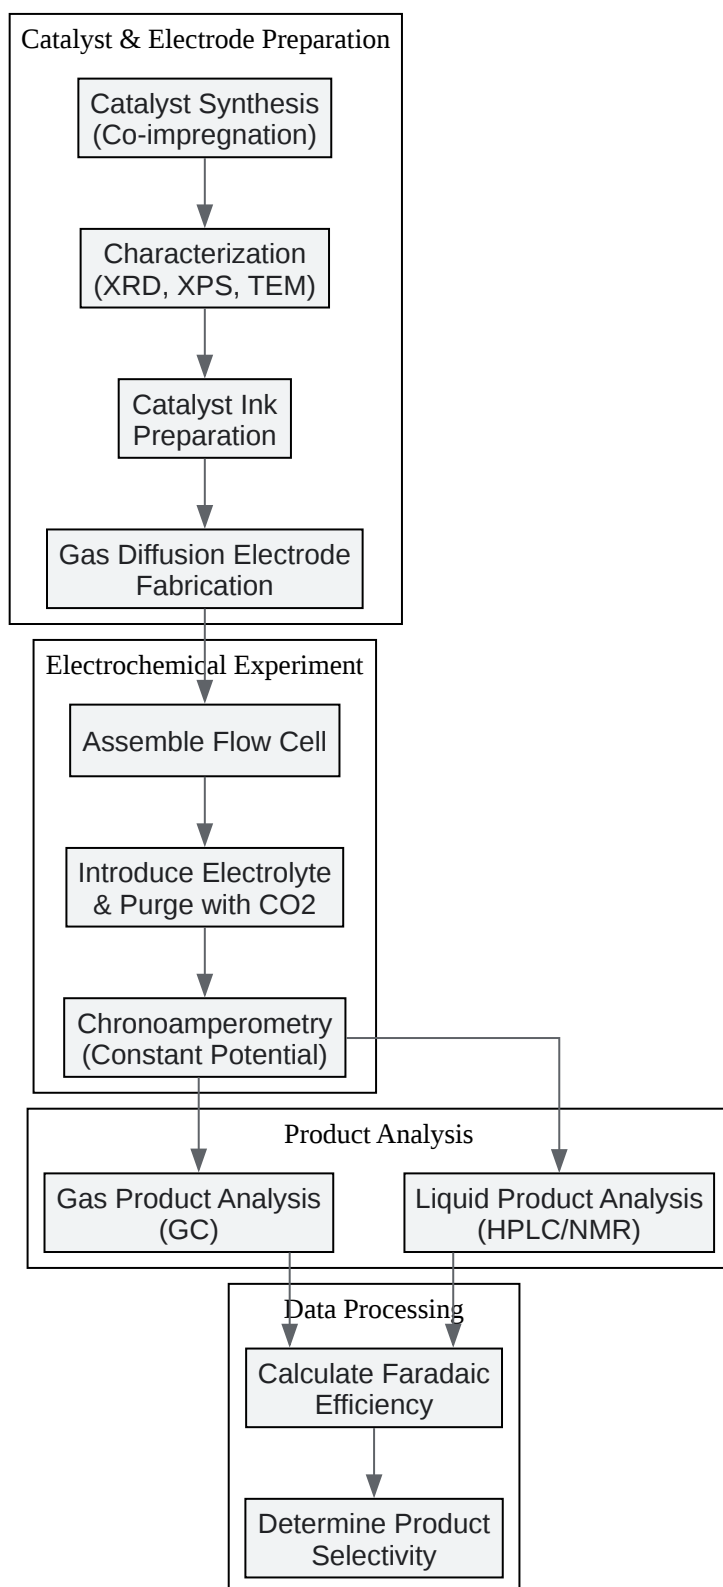 Catalyst & Electrode Preparation
Catalyst Synthesis
(Co-impregnation)
Characterization
(XRD, XPS, TEM)
Catalyst Ink
Preparation
Gas Diffusion Electrode
Fabrication
Electrochemical Experiment
Assemble Flow Cell
Introduce Electrolyte
& Purge with CO2
Chronoamperometry
(Constant Potential)
Product Analysis
Gas Product Analysis
(GC)
Liquid Product Analysis
(HPLC/NMR)
Data Processing
Calculate Faradaic
Efficiency
Determine Product
Selectivity